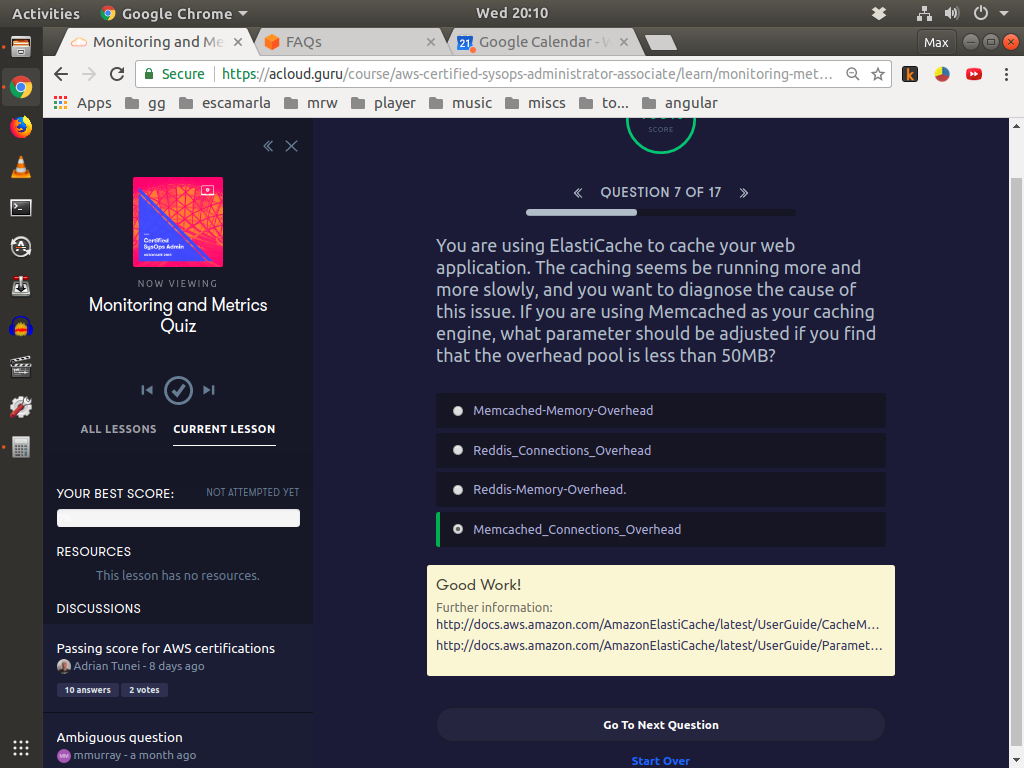 Activities
Google Chrome
Wed 20:10
Monitoring and Me
FAQs
21
Google Calendar - W
Max
Secure
https://acloud.guru/course/aws-certified-sysops-administrator-associate/learn/monitoring-met...
k
Apps
gg
escamarla
mrw
player
music
miscs
to...
angular
Certified
SysOps Admin
NOW VIEWING
Monitoring and Metrics
Quiz
ALL LESSONS
CURRENT LESSON
YOUR BEST SCORE:
NOT ATTEMPTED YET
RESOURCES
This lesson has no resources.
DISCUSSIONS
Passing score for AWS certifications
Adrian Tunei - 8 days ago
10 answers
2 votes
Ambiguous question
MM
mmurray - a month ago
SCORE
« QUESTION 7 OF 17 »
You are using ElastiCache to cache your web
application. The caching seems be running more and
more slowly, and you want to diagnose the cause of
this issue. If you are using Memcached as your caching
engine, what parameter should be adjusted if you find
that the overhead pool is less than 50MB?
Memcached-Memory-Overhead
Reddis_Connections_Overhead
Reddis-Memory-Overhead.
Memcached_Connections_Overhead
Good Work!
Further information:
http://docs.aws.amazon.com/AmazonElastiCache/latest/UserGuide/CacheM...
http://docs.aws.amazon.com/AmazonElastiCache/latest/UserGuide/Paramet...
Go To Next Question
Start Over